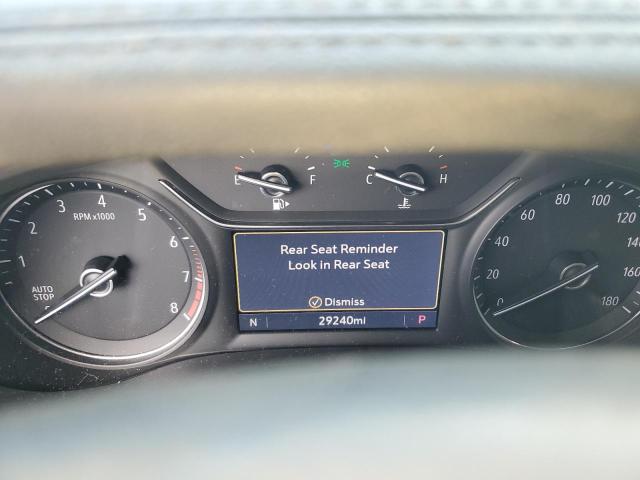 E F C H
1 2 3 4 5 6 7 8
RPM x1000
AUTO
STOP
Rear Seat Reminder
Look in Rear Seat
Dismiss
N 29240mi P
0 20 40 60 80 100 120 140 160 180